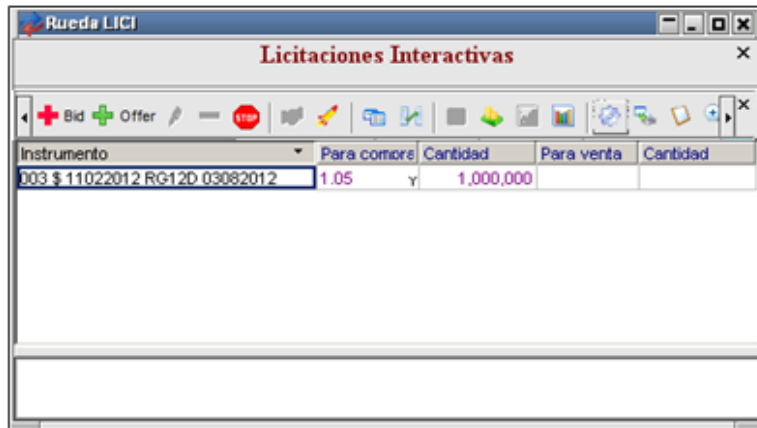 Rueda LICI
Licitaciones Interactivas
Bid Offer STOP
Instrumento Para compra Cantidad Para venta Cantidad
003 $ 11022012 RG12D 03082012 1.05 Y 1,000,000